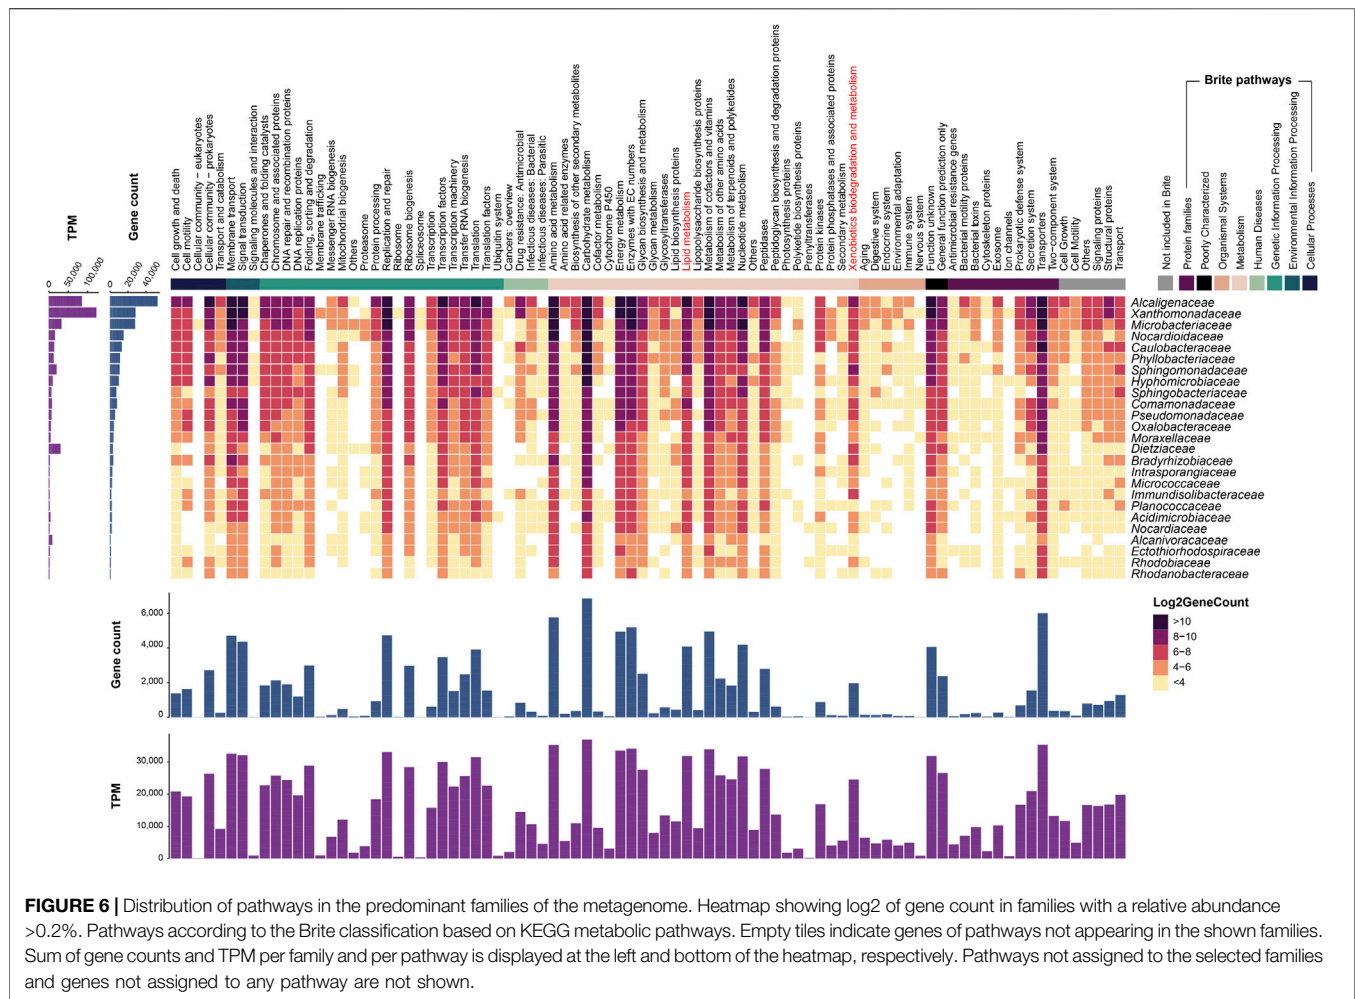 Brite pathways
TPM
Gene count
0
50,000
100,000
0
20,000
40,000
Cell growth and death
Cell motility
Cellular community – eukaryotes
Cellular community – prokaryotes
Transport and catabolism
Membrane transport
Signal transduction
Signaling molecules and interaction
Chaperones and folding catalysts
Chromosome and associated proteins
DNA repair and recombination proteins
DNA replication proteins
Folding, sorting and degradation
Membrane trafficking
Messenger RNA biogenesis
Mitochondrial biogenesis
Others
Proteasome
Protein processing
Replication and repair
Ribosome
Ribosome biogenesis
Splicing
Transcription
Transcription factors
Transcription machinery
Transfer RNA biogenesis
Translation
Translation factors
Ubiquitin system
Cancers: overview
Drug resistance: Antimicrobial
Infectious diseases: Bacterial
Infectious diseases: Parasitic
Amino acid metabolism
Amino acid related enzymes
Biosynthesis of other secondary metabolites
Carbohydrate metabolism
Cofactor metabolism
Cytochrome P450
Energy metabolism
Enzymes with EC numbers
Glycan biosynthesis and metabolism
Glycan metabolism
Glycosyltransferases
Lipid biosynthesis proteins
Lipid metabolism
Lipopolysaccharide biosynthesis proteins
Metabolism of cofactors and vitamins
Metabolism of other amino acids
Metabolism of terpenoids and polyketides
Nucleotide metabolism
Others
Peptidases
Peptidoglycan biosynthesis and degradation proteins
Photosynthesis proteins
Polyketide biosynthesis proteins
Prenyltransferases
Protein kinases
Protein phosphatases and associated proteins
Secondary metabolism
Xenobiotics biodegradation and metabolism
Aging
Digestive system
Endocrine system
Environmental adaptation
Immune system
Nervous system
Function unknown
General function prediction only
Antimicrobial resistance genes
Bacterial motility proteins
Bacterial toxins
Cytoskeleton proteins
Exosome
Ion channels
Prokaryotic defense system
Secretion system
Transporters
Two-component system
Cell Growth
Cell Motility
Others
Signaling proteins
Structural proteins
Transport
Not included in Brite
Protein families
Poorly Characterized
Organismal Systems
Metabolism
Human Diseases
Genetic Information Processing
Environmental Information Processing
Cellular Processes
Alcaligenaceae
Xanthomonadaceae
Microbacteriaceae
Nocardioidaceae
Caulobacteraceae
Phyllobacteriaceae
Sphingomonadaceae
Hyphomicrobiaceae
Sphingobacteriaceae
Comamonadaceae
Pseudomonadaceae
Oxalobacteraceae
Moraxellaceae
Dietziaceae
Bradyrhizobiaceae
Intrasporangiaceae
Micrococcaceae
Immundisolibacteraceae
Planococcaceae
Acidimicrobiaceae
Nocardiaceae
Alcanivoracaceae
Ectothiorhodospiraceae
Rhodobiaceae
Rhodanobacteraceae
Log2GeneCount
>10
8–10
6–8
4–6
<4
Gene count
6,000
4,000
2,000
0
TPM
30,000
20,000
10,000
0
FIGURE 6 | Distribution of pathways in the predominant families of the metagenome. Heatmap showing log2 of gene count in families with a relative abundance
>0.2%. Pathways according to the Brite classification based on KEGG metabolic pathways. Empty tiles indicate genes of pathways not appearing in the shown families.
Sum of gene counts and TPM per family and per pathway is displayed at the left and bottom of the heatmap, respectively. Pathways not assigned to the selected families
and genes not assigned to any pathway are not shown.